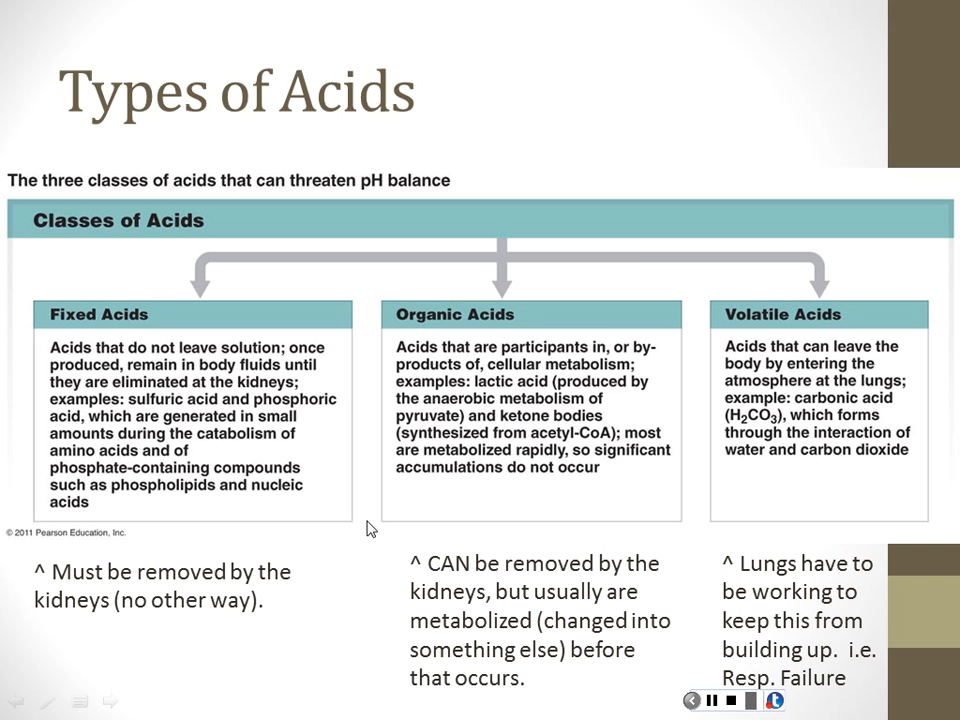 Types of Acids
The three classes of acids that can threaten pH balance
Classes of Acids
Fixed Acids
Acids that do not leave solution; once
produced, remain in body fluids until
they are eliminated at the kidneys;
examples: sulfuric acid and phosphoric
acid, which are generated in small
amounts during the catabolism of
amino acids and of
phosphate-containing compounds
such as phospholipids and nucleic
acids
Organic Acids
Acids that are participants in, or by-
products of, cellular metabolism;
examples: lactic acid (produced by
the anaerobic metabolism of
pyruvate) and ketone bodies
(synthesized from acetyl-CoA); most
are metabolized rapidly, so significant
accumulations do not occur
Volatile Acids
Acids that can leave the
body by entering the
atmosphere at the lungs;
example: carbonic acid
(H₂CO₃), which forms
through the interaction of
water and carbon dioxide
© 2011 Pearson Education, Inc.
^ Must be removed by the
kidneys (no other way).
^ CAN be removed by the
kidneys, but usually are
metabolized (changed into
something else) before
that occurs.
^ Lungs have to
be working to
keep this from
building up.  i.e.
Resp. Failure
t